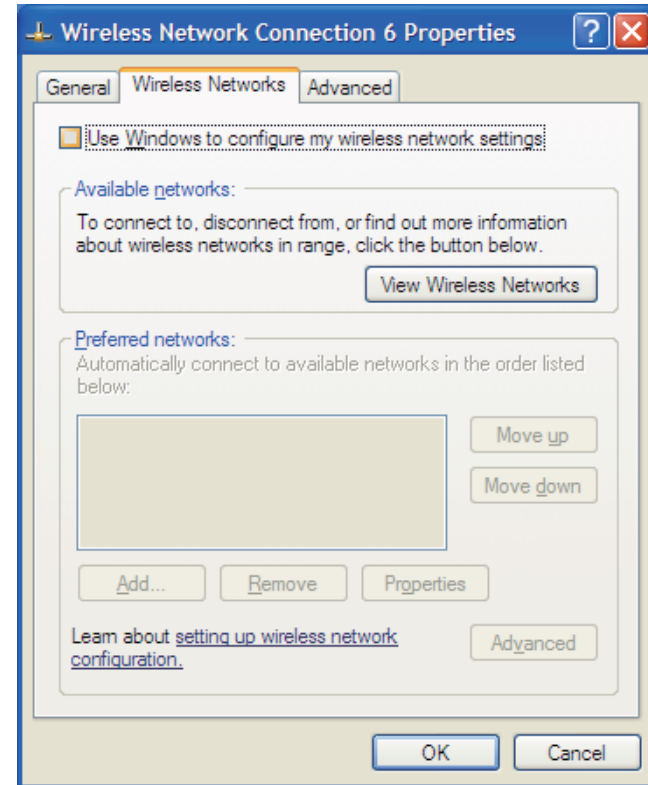 Wireless Network Connection 6 Properties
General Wireless Networks Advanced
Use Windows to configure my wireless network settings
Available networks:
To connect to, disconnect from, or find out more information
about wireless networks in range, click the button below.
View Wireless Networks
Preferred networks:
Automatically connect to available networks in the order listed
below:
Move up
Move down
Add... Remove Properties
Learn about setting up wireless network
configuration.
Advanced
OK Cancel